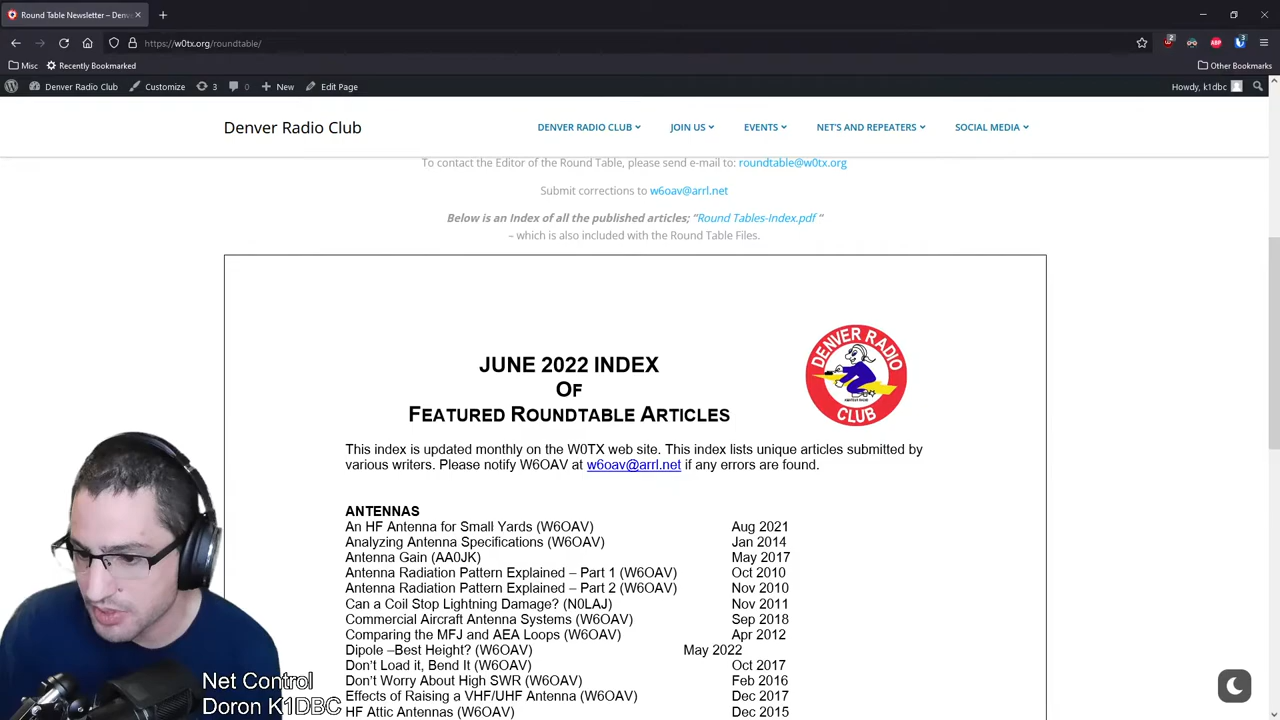 Round Table Newsletter – Denv
https://w0tx.org/roundtable/
2
3
Misc
Recently Bookmarked
Other Bookmarks
Denver Radio Club
Customize
3
0
New
Edit Page
Howdy, k1dbc
Denver Radio Club
DENVER RADIO CLUB
JOIN US
EVENTS
NET'S AND REPEATERS
SOCIAL MEDIA
To contact the Editor of the Round Table, please send e-mail to: roundtable@w0tx.org
Submit corrections to w6oav@arrl.net
Below is an Index of all the published articles; “Round Tables-Index.pdf ”
– which is also included with the Round Table Files.
JUNE 2022 INDEX
OF
FEATURED ROUNDTABLE ARTICLES
DENVER RADIO
CLUB
This index is updated monthly on the W0TX web site. This index lists unique articles submitted by
various writers. Please notify W6OAV at w6oav@arrl.net if any errors are found.
ANTENNAS
An HF Antenna for Small Yards (W6OAV) Aug 2021
Analyzing Antenna Specifications (W6OAV) Jan 2014
Antenna Gain (AA0JK) May 2017
Antenna Radiation Pattern Explained – Part 1 (W6OAV) Oct 2010
Antenna Radiation Pattern Explained – Part 2 (W6OAV) Nov 2010
Can a Coil Stop Lightning Damage? (N0LAJ) Nov 2011
Commercial Aircraft Antenna Systems (W6OAV) Sep 2018
Comparing the MFJ and AEA Loops (W6OAV) Apr 2012
Dipole –Best Height? (W6OAV) May 2022
Don’t Load it, Bend It (W6OAV) Oct 2017
Don’t Worry About High SWR (W6OAV) Feb 2016
Effects of Raising a VHF/UHF Antenna (W6OAV) Dec 2017
HF Attic Antennas (W6OAV) Dec 2015
Net Control
Doron K1DBC